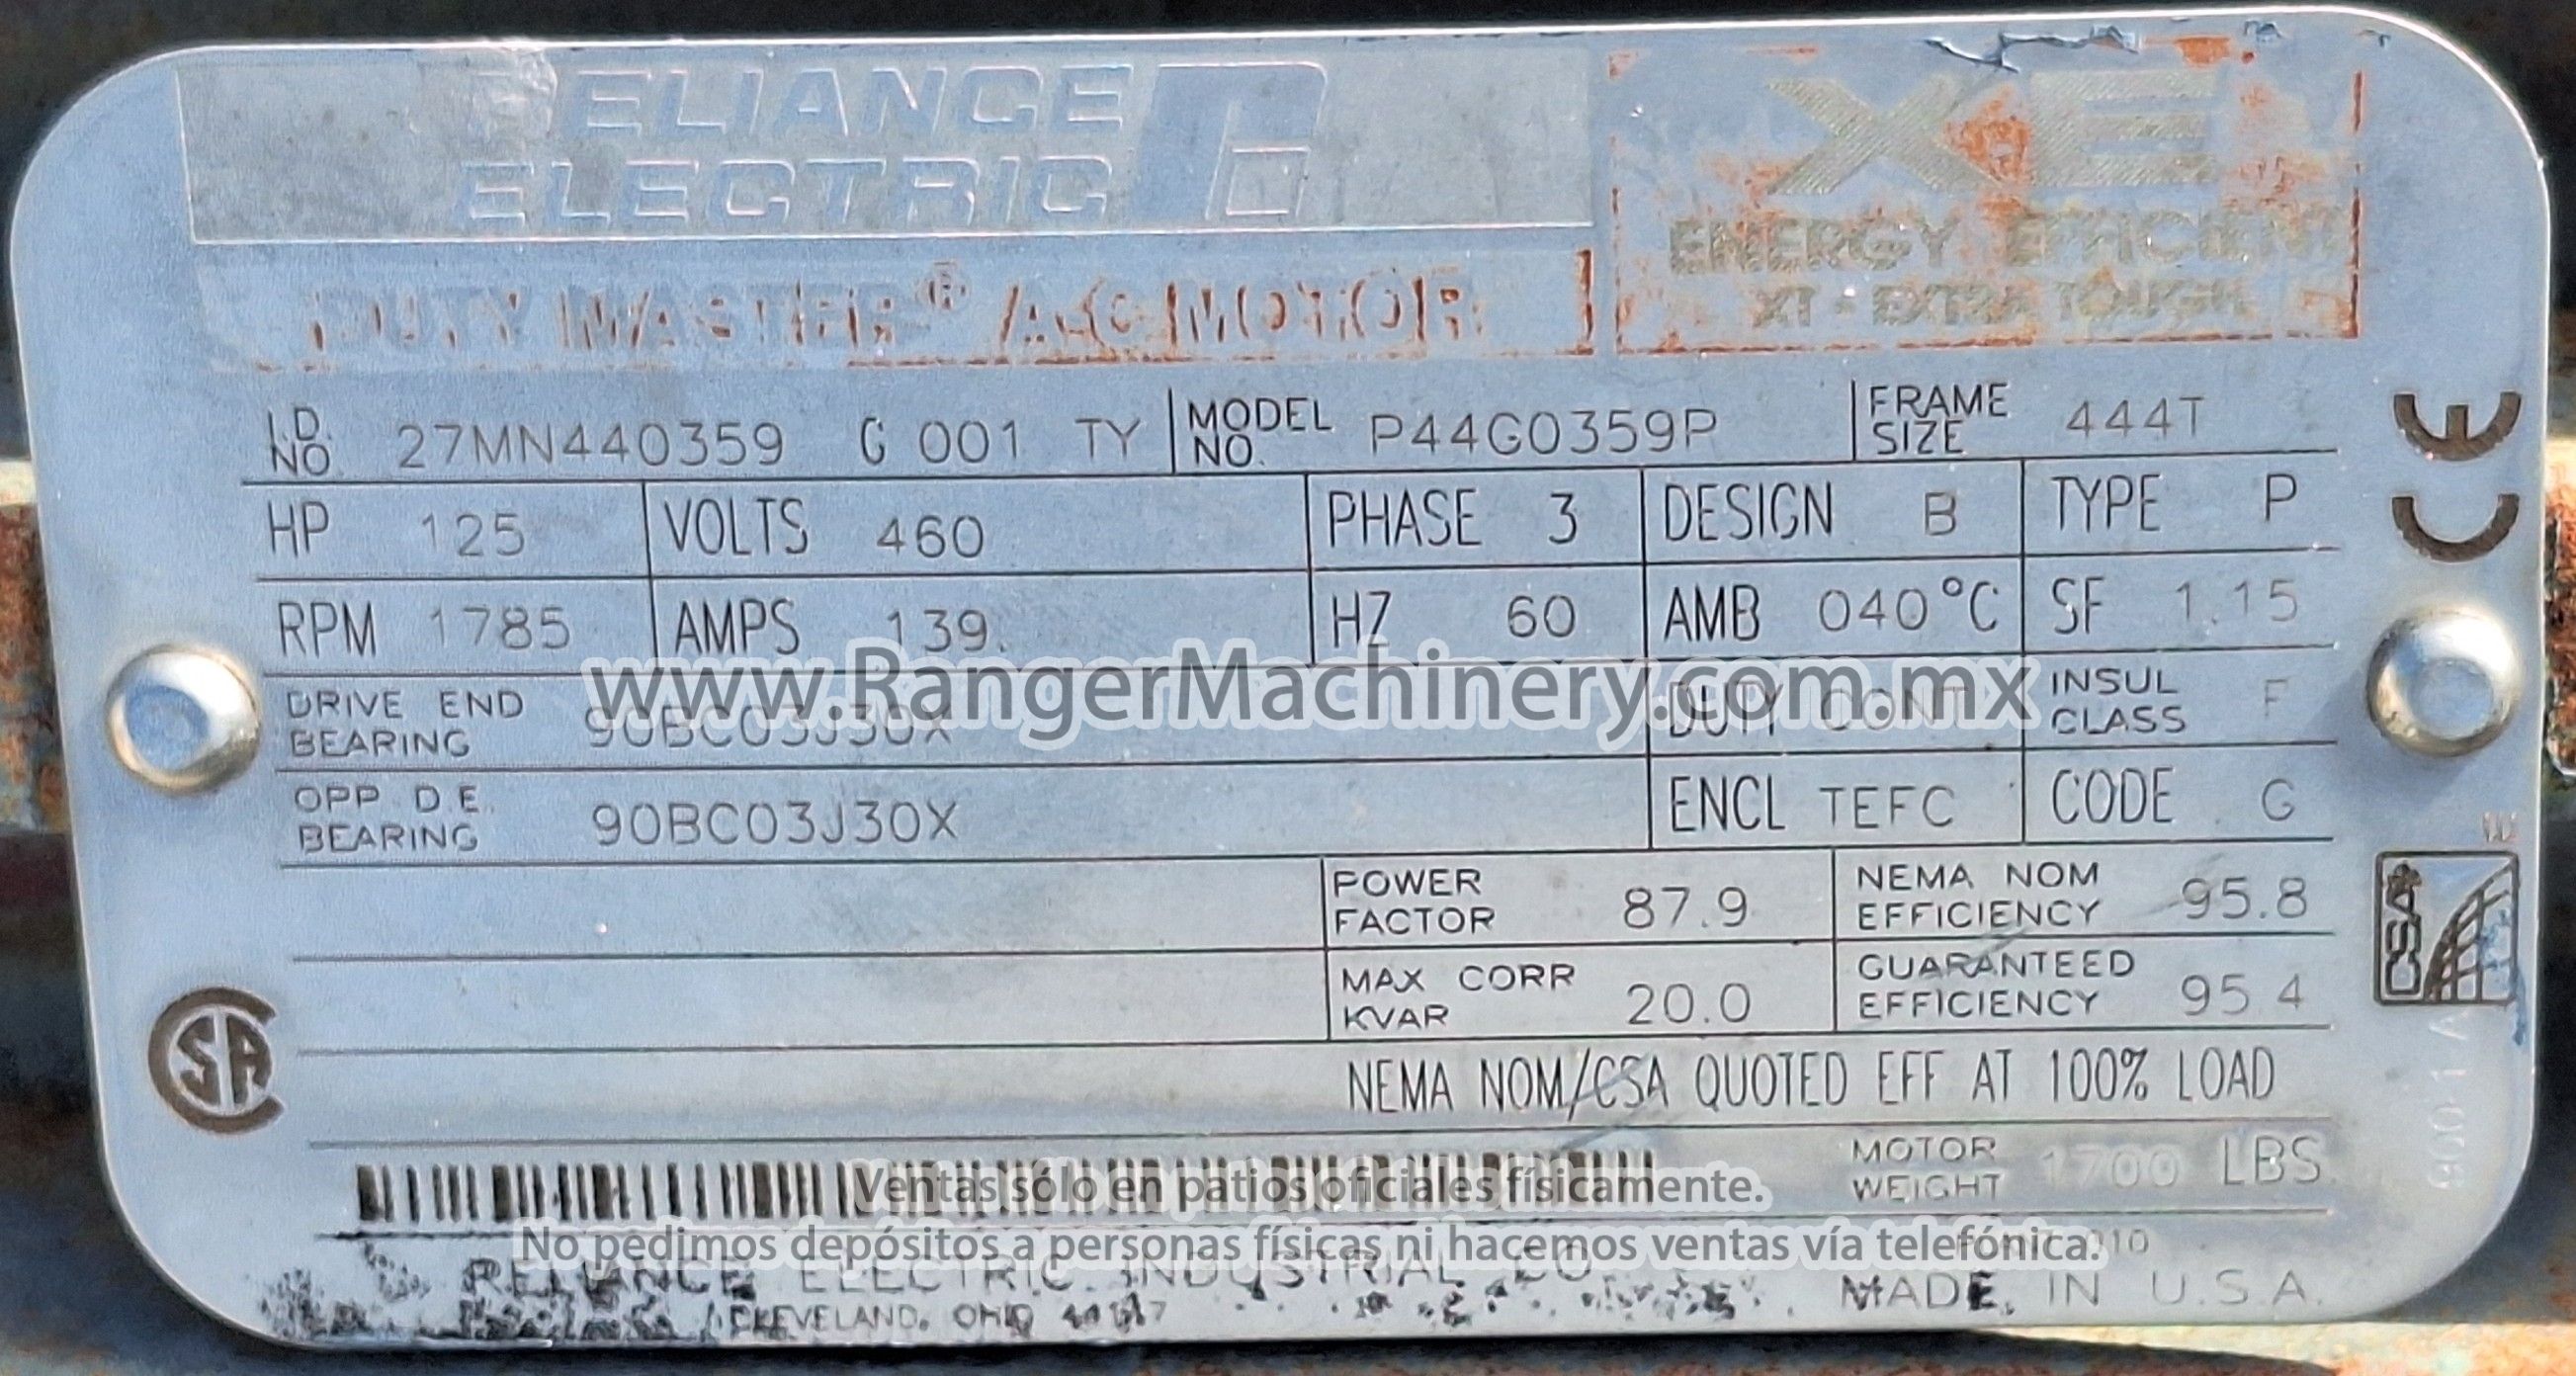 RELIANCE
ELECTRIC
XE
ENERGY EFFICIENT
XT - EXTRA TOUGH
DUTY MASTER® A-C MOTOR
I.D. NO. 27MN440359 G 001 TY MODEL NO. P44G0359P FRAME SIZE 444T
HP 125 VOLTS 460 PHASE 3 DESIGN B TYPE P
RPM 1785 AMPS 139. HZ 60 AMB 040°C SF 1.15
www.RangerMachinery.com.mx
DRIVE END BEARING 90BC03J30X DUTY CONT INSUL CLASS F
OPP D.E. BEARING 90BC03J30X ENCL TEFC CODE G
POWER FACTOR 87.9 NEMA NOM EFFICIENCY 95.8
MAX CORR KVAR 20.0 GUARANTEED EFFICIENCY 95.4
NEMA NOM/CSA QUOTED EFF AT 100% LOAD
MOTOR WEIGHT 1700 LBS.
Ventas sólo en patios oficiales físicamente.
No pedimos depósitos a personas físicas ni hacemos ventas vía telefónica.
RELIANCE ELECTRIC INDUSTRIAL CO
CLEVELAND, OHIO MADE IN U.S.A.
CE
CSA
CSA